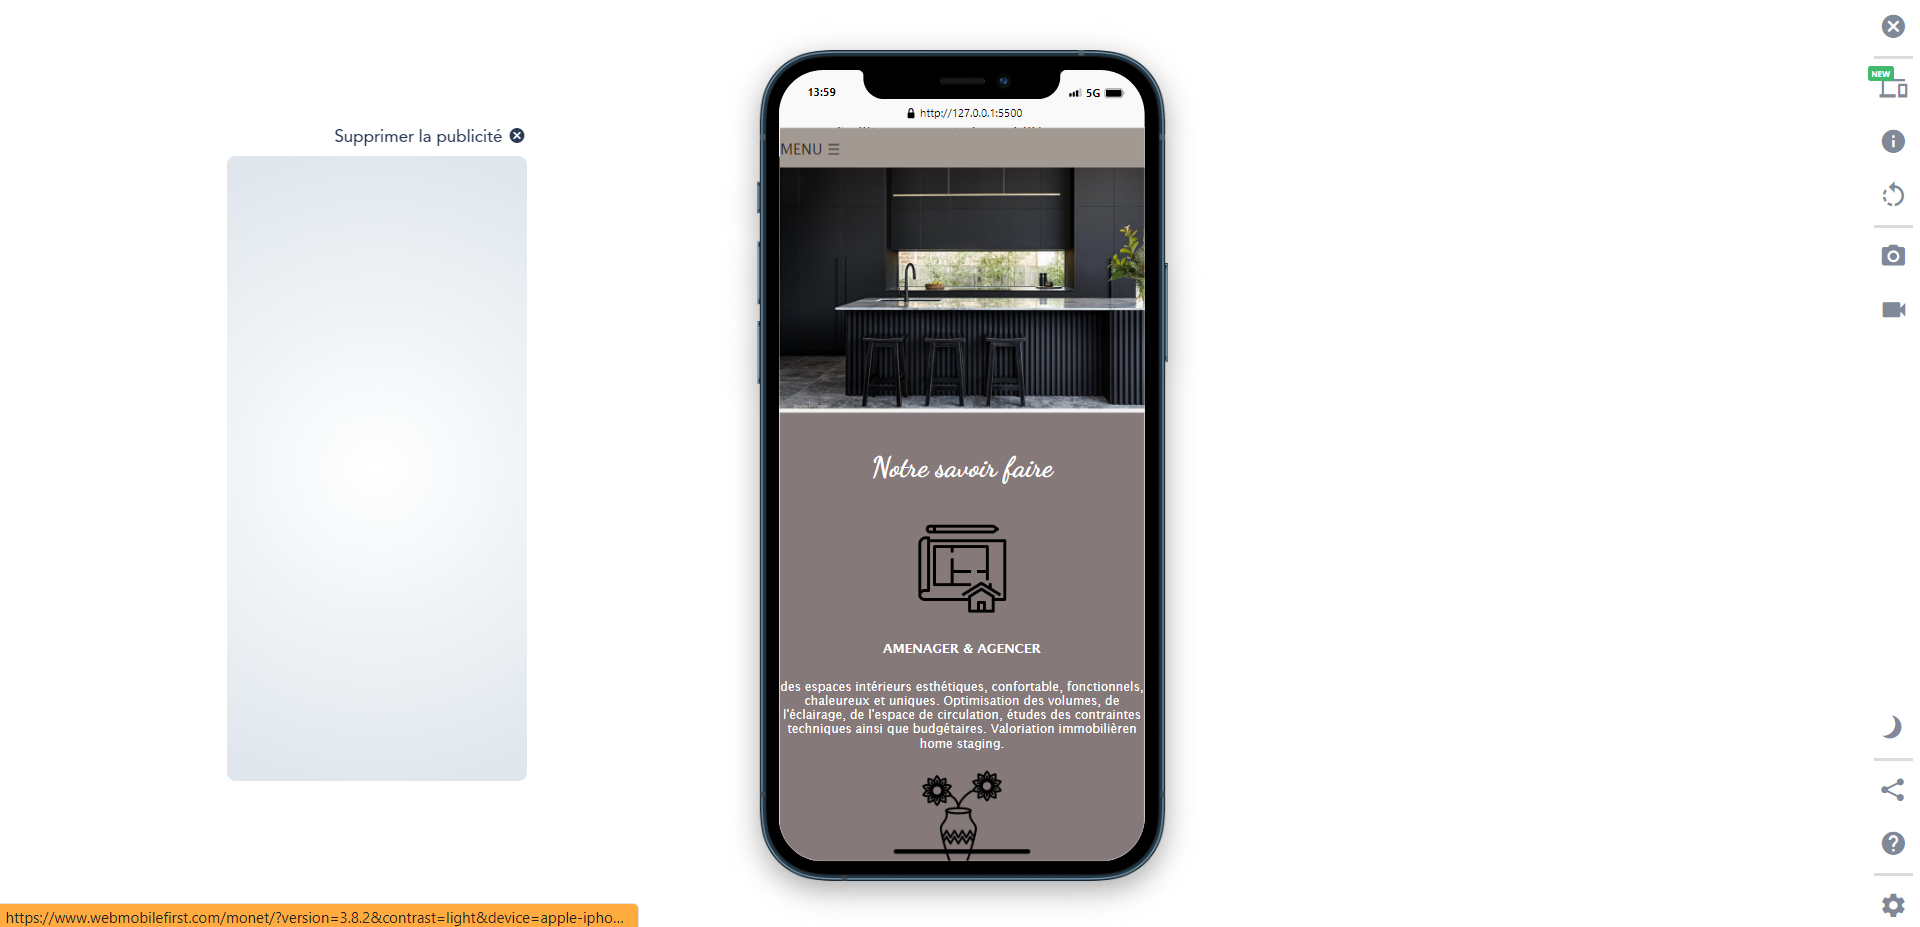 Supprimer la publicité
13:59
5G
http://127.0.0.1:5500
MENU ☰
Notre savoir faire
AMENAGER & AGENCER
des espaces intérieurs esthétiques, confortable, fonctionnels,
chaleureux et uniques. Optimisation des volumes, de
l'éclairage, de l'espace de circulation, études des contraintes
techniques ainsi que budgétaires. Valoriation immobilièren
home staging.
NEW
https://www.webmobilefirst.com/monet/?version=3.8.2&contrast=light&device=apple-ipho...